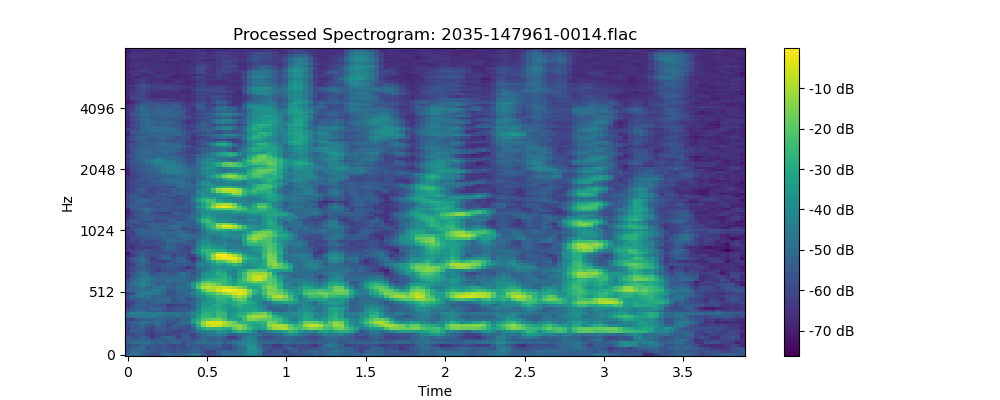 Processed Spectrogram: 2035-147961-0014.flac
Hz
4096
2048
1024
512
0
0 0.5 1 1.5 2 2.5 3 3.5
Time
-10 dB
-20 dB
-30 dB
-40 dB
-50 dB
-60 dB
-70 dB